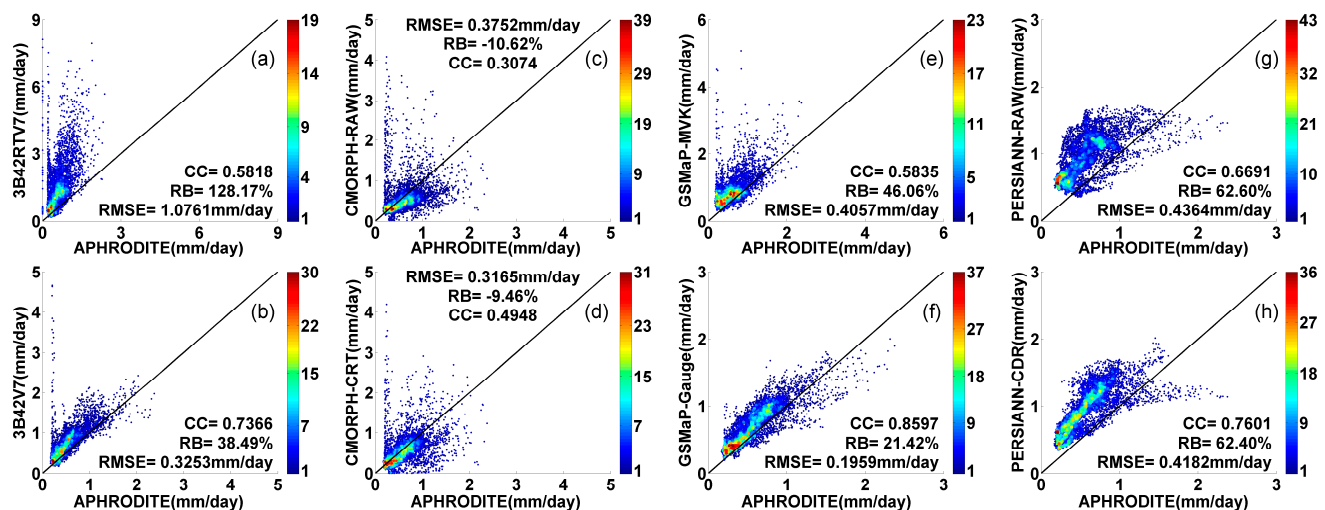 9
6
3
0
0
3
6
9
3B42RTV7(mm/day)
APHRODITE(mm/day)
(a)
CC= 0.5818
RB= 128.17%
RMSE= 1.0761mm/day
19
14
9
4
1
5
4
3
2
1
0
0
1
2
3
4
5
CMORPH-RAW(mm/day)
APHRODITE(mm/day)
RMSE= 0.3752mm/day
RB= -10.62%
CC= 0.3074
(c)
39
29
19
9
1
6
4
2
0
0
2
4
6
GSMaP-MVK(mm/day)
APHRODITE(mm/day)
(e)
CC= 0.5835
RB= 46.06%
RMSE= 0.4057mm/day
23
17
11
5
1
3
2
1
0
0
1
2
3
PERSIANN-RAW(mm/day)
APHRODITE(mm/day)
(g)
CC= 0.6691
RB= 62.60%
RMSE= 0.4364mm/day
43
32
21
10
1
5
4
3
2
1
0
0
1
2
3
4
5
3B42V7(mm/day)
APHRODITE(mm/day)
(b)
CC= 0.7366
RB= 38.49%
RMSE= 0.3253mm/day
30
22
15
7
1
5
4
3
2
1
0
0
1
2
3
4
5
CMORPH-CRT(mm/day)
APHRODITE(mm/day)
RMSE= 0.3165mm/day
RB= -9.46%
CC= 0.4948
(d)
31
23
15
7
1
3
2
1
0
0
1
2
3
GSMaP-Gauge(mm/day)
APHRODITE(mm/day)
(f)
CC= 0.8597
RB= 21.42%
RMSE= 0.1959mm/day
37
27
18
9
1
3
2
1
0
0
1
2
3
PERSIANN-CDR(mm/day)
APHRODITE(mm/day)
(h)
CC= 0.7601
RB= 62.40%
RMSE= 0.4182mm/day
36
27
18
9
1